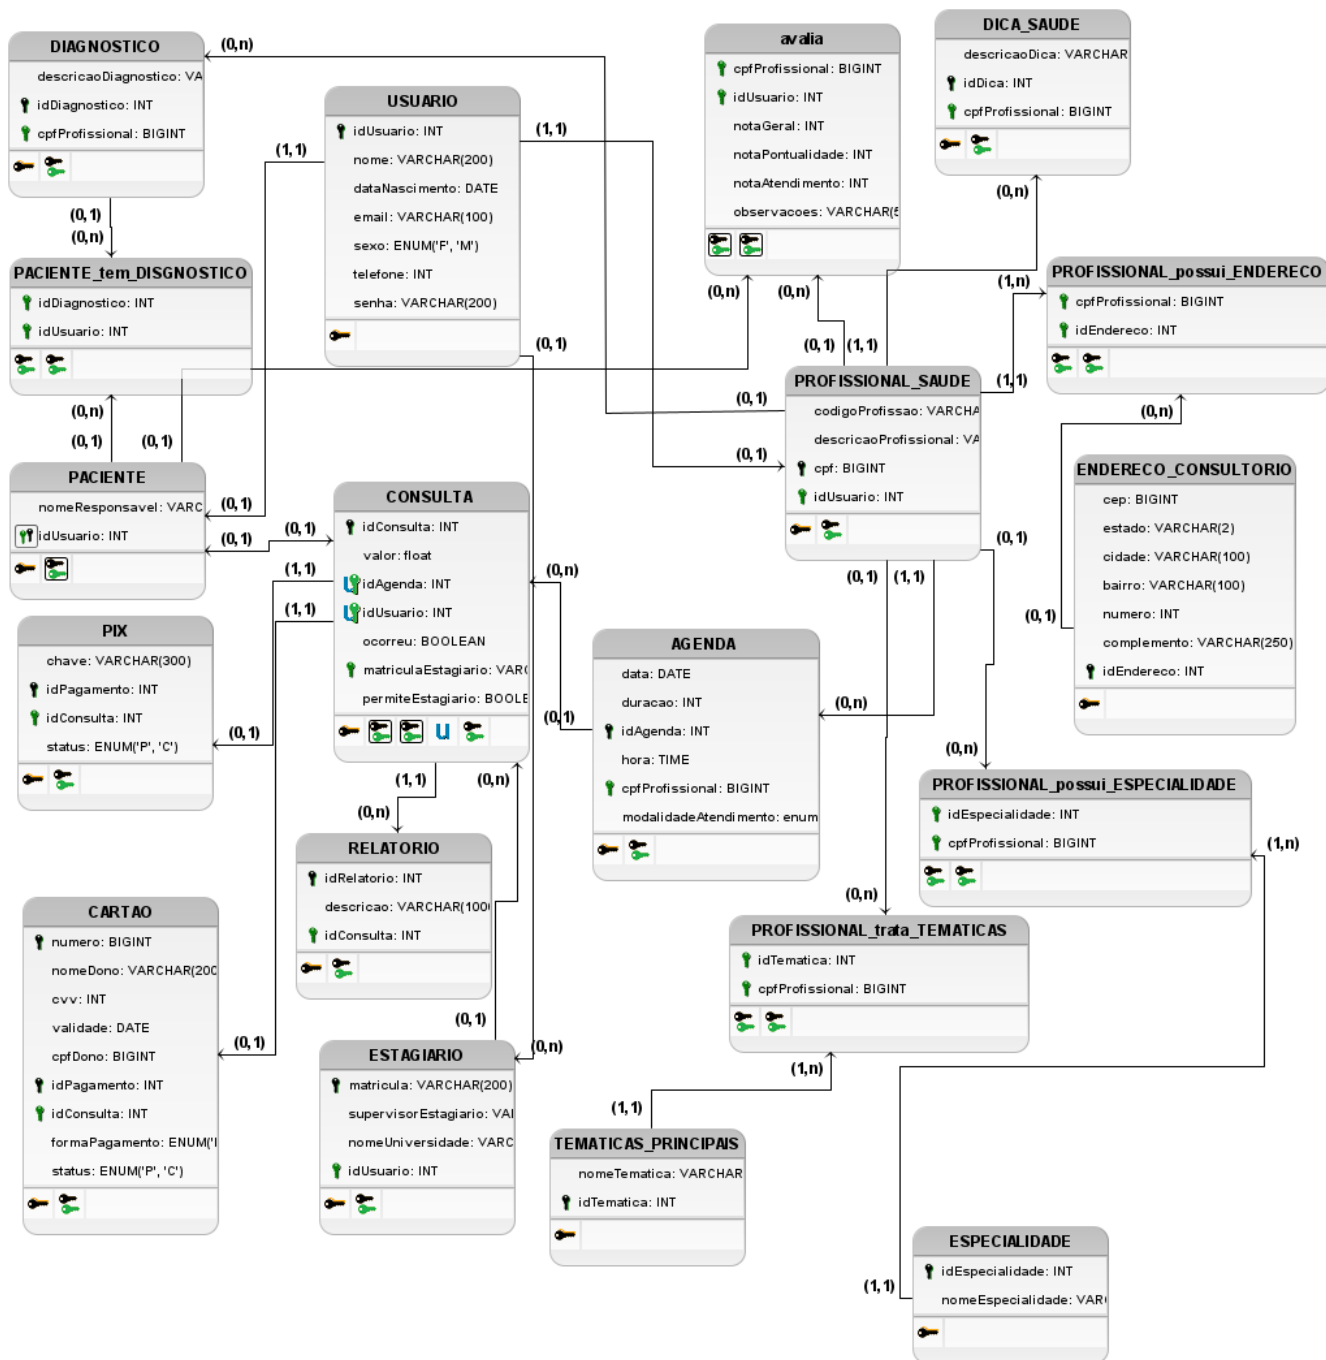 DIAGNOSTICO
descricaoDiagnostico: VA
idDiagnostico: INT
cpfProfissional: BIGINT
(0,n)
USUARIO
idUsuario: INT
nome: VARCHAR(200)
dataNascimento: DATE
email: VARCHAR(100)
sexo: ENUM('F', 'M')
telefone: INT
senha: VARCHAR(200)
(1,1)
(1,1)
(0,1)
avalia
cpfProfissional: BIGINT
idUsuario: INT
notaGeral: INT
notaPontualidade: INT
notaAtendimento: INT
observacoes: VARCHAR(5
(0,n)
(0,n)
DICA_SAUDE
descricaoDica: VARCHAR
idDica: INT
cpfProfissional: BIGINT
(0,n)
(0,1)
(0,n)
PACIENTE_tem_DISGNOSTICO
idDiagnostico: INT
idUsuario: INT
(0,n)
(0,1)
(0,1)
PROFISSIONAL_possui_ENDERECO
cpfProfissional: BIGINT
idEndereco: INT
(1,n)
(1,1)
(0,n)
(0,1)
(1,1)
PROFISSIONAL_SAUDE
codigoProfissao: VARCHA
descricaoProfissional: VA
cpf: BIGINT
idUsuario: INT
(0,1)
(0,1)
(0,1)
(1,1)
(0,1)
PACIENTE
nomeResponsavel: VARC
idUsuario: INT
(0,1)
(0,1)
(0,1)
CONSULTA
idConsulta: INT
valor: float
idAgenda: INT
idUsuario: INT
ocorreu: BOOLEAN
matriculaEstagiario: VARC
permiteEstagiario: BOOLE
u
(1,1)
(1,1)
(0,n)
(1,1)
(0,n)
ENDERECO_CONSULTORIO
cep: BIGINT
estado: VARCHAR(2)
cidade: VARCHAR(100)
bairro: VARCHAR(100)
numero: INT
complemento: VARCHAR(250)
idEndereco: INT
(0,1)
PIX
chave: VARCHAR(300)
idPagamento: INT
idConsulta: INT
status: ENUM('P', 'C')
(0,1)
AGENDA
data: DATE
duracao: INT
idAgenda: INT
hora: TIME
cpfProfissional: BIGINT
modalidadeAtendimento: enum
(0,1)
(0,n)
PROFISSIONAL_possui_ESPECIALIDADE
idEspecialidade: INT
cpfProfissional: BIGINT
(0,n)
(1,n)
RELATORIO
idRelatorio: INT
descricao: VARCHAR(100
idConsulta: INT
(0,n)
CARTAO
numero: BIGINT
nomeDono: VARCHAR(200
cvv: INT
validade: DATE
cpfDono: BIGINT
idPagamento: INT
idConsulta: INT
formaPagamento: ENUM('
status: ENUM('P', 'C')
(0,1)
PROFISSIONAL_trata_TEMATICAS
idTematica: INT
cpfProfissional: BIGINT
(0,n)
(1,n)
ESTAGIARIO
matricula: VARCHAR(200)
supervisorEstagiario: VA
nomeUniversidade: VARC
idUsuario: INT
(0,1)
(0,n)
TEMATICAS_PRINCIPAIS
nomeTematica: VARCHAR
idTematica: INT
(1,1)
ESPECIALIDADE
idEspecialidade: INT
nomeEspecialidade: VAR
(1,1)